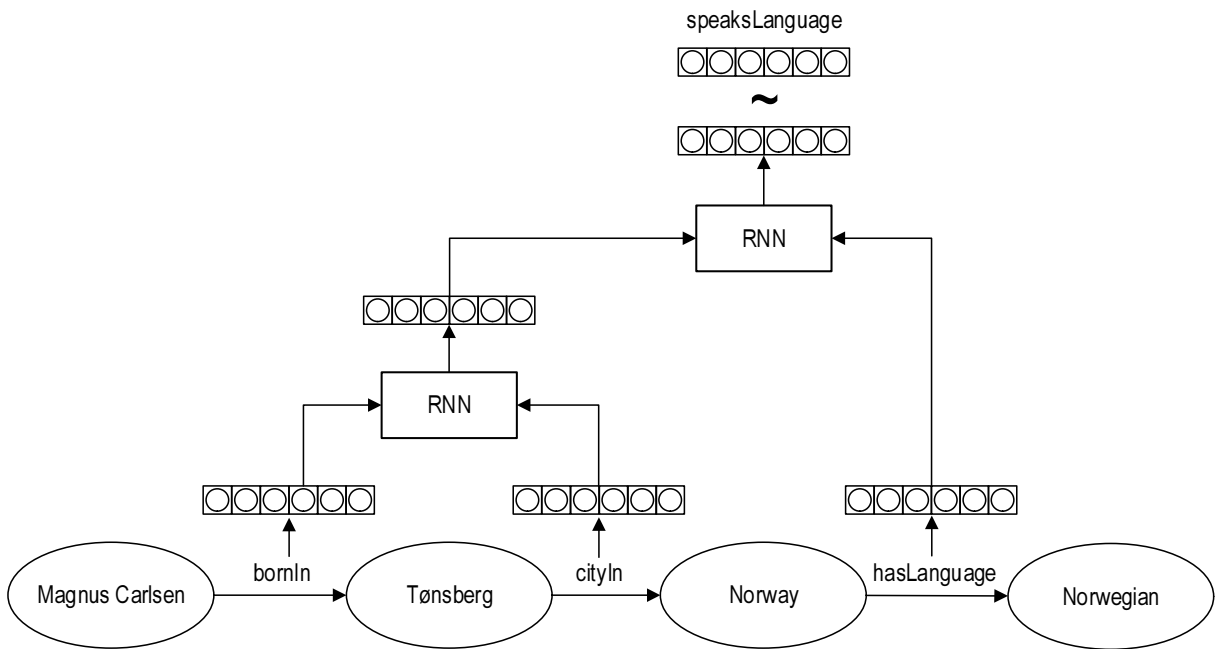 speaksLanguage
~
RNN
RNN
bornIn
cityIn
hasLanguage
Magnus Carlsen
Tønsberg
Norway
Norwegian